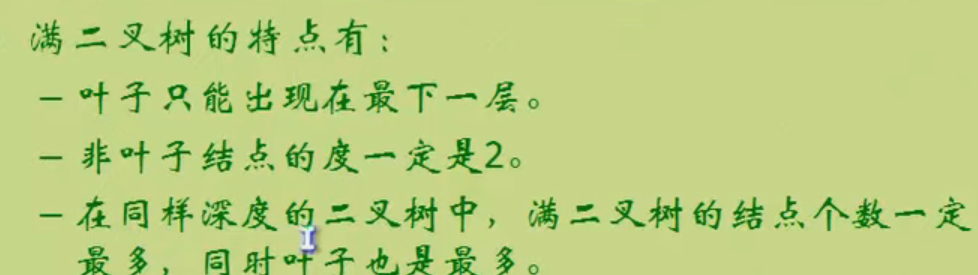 满二叉树的特点有：
– 叶子只能出现在最下一层。
– 非叶子结点的度一定是2。
– 在同样深度的二叉树中，满二叉树的结点个数一定
最多，同时叶子也是最多。